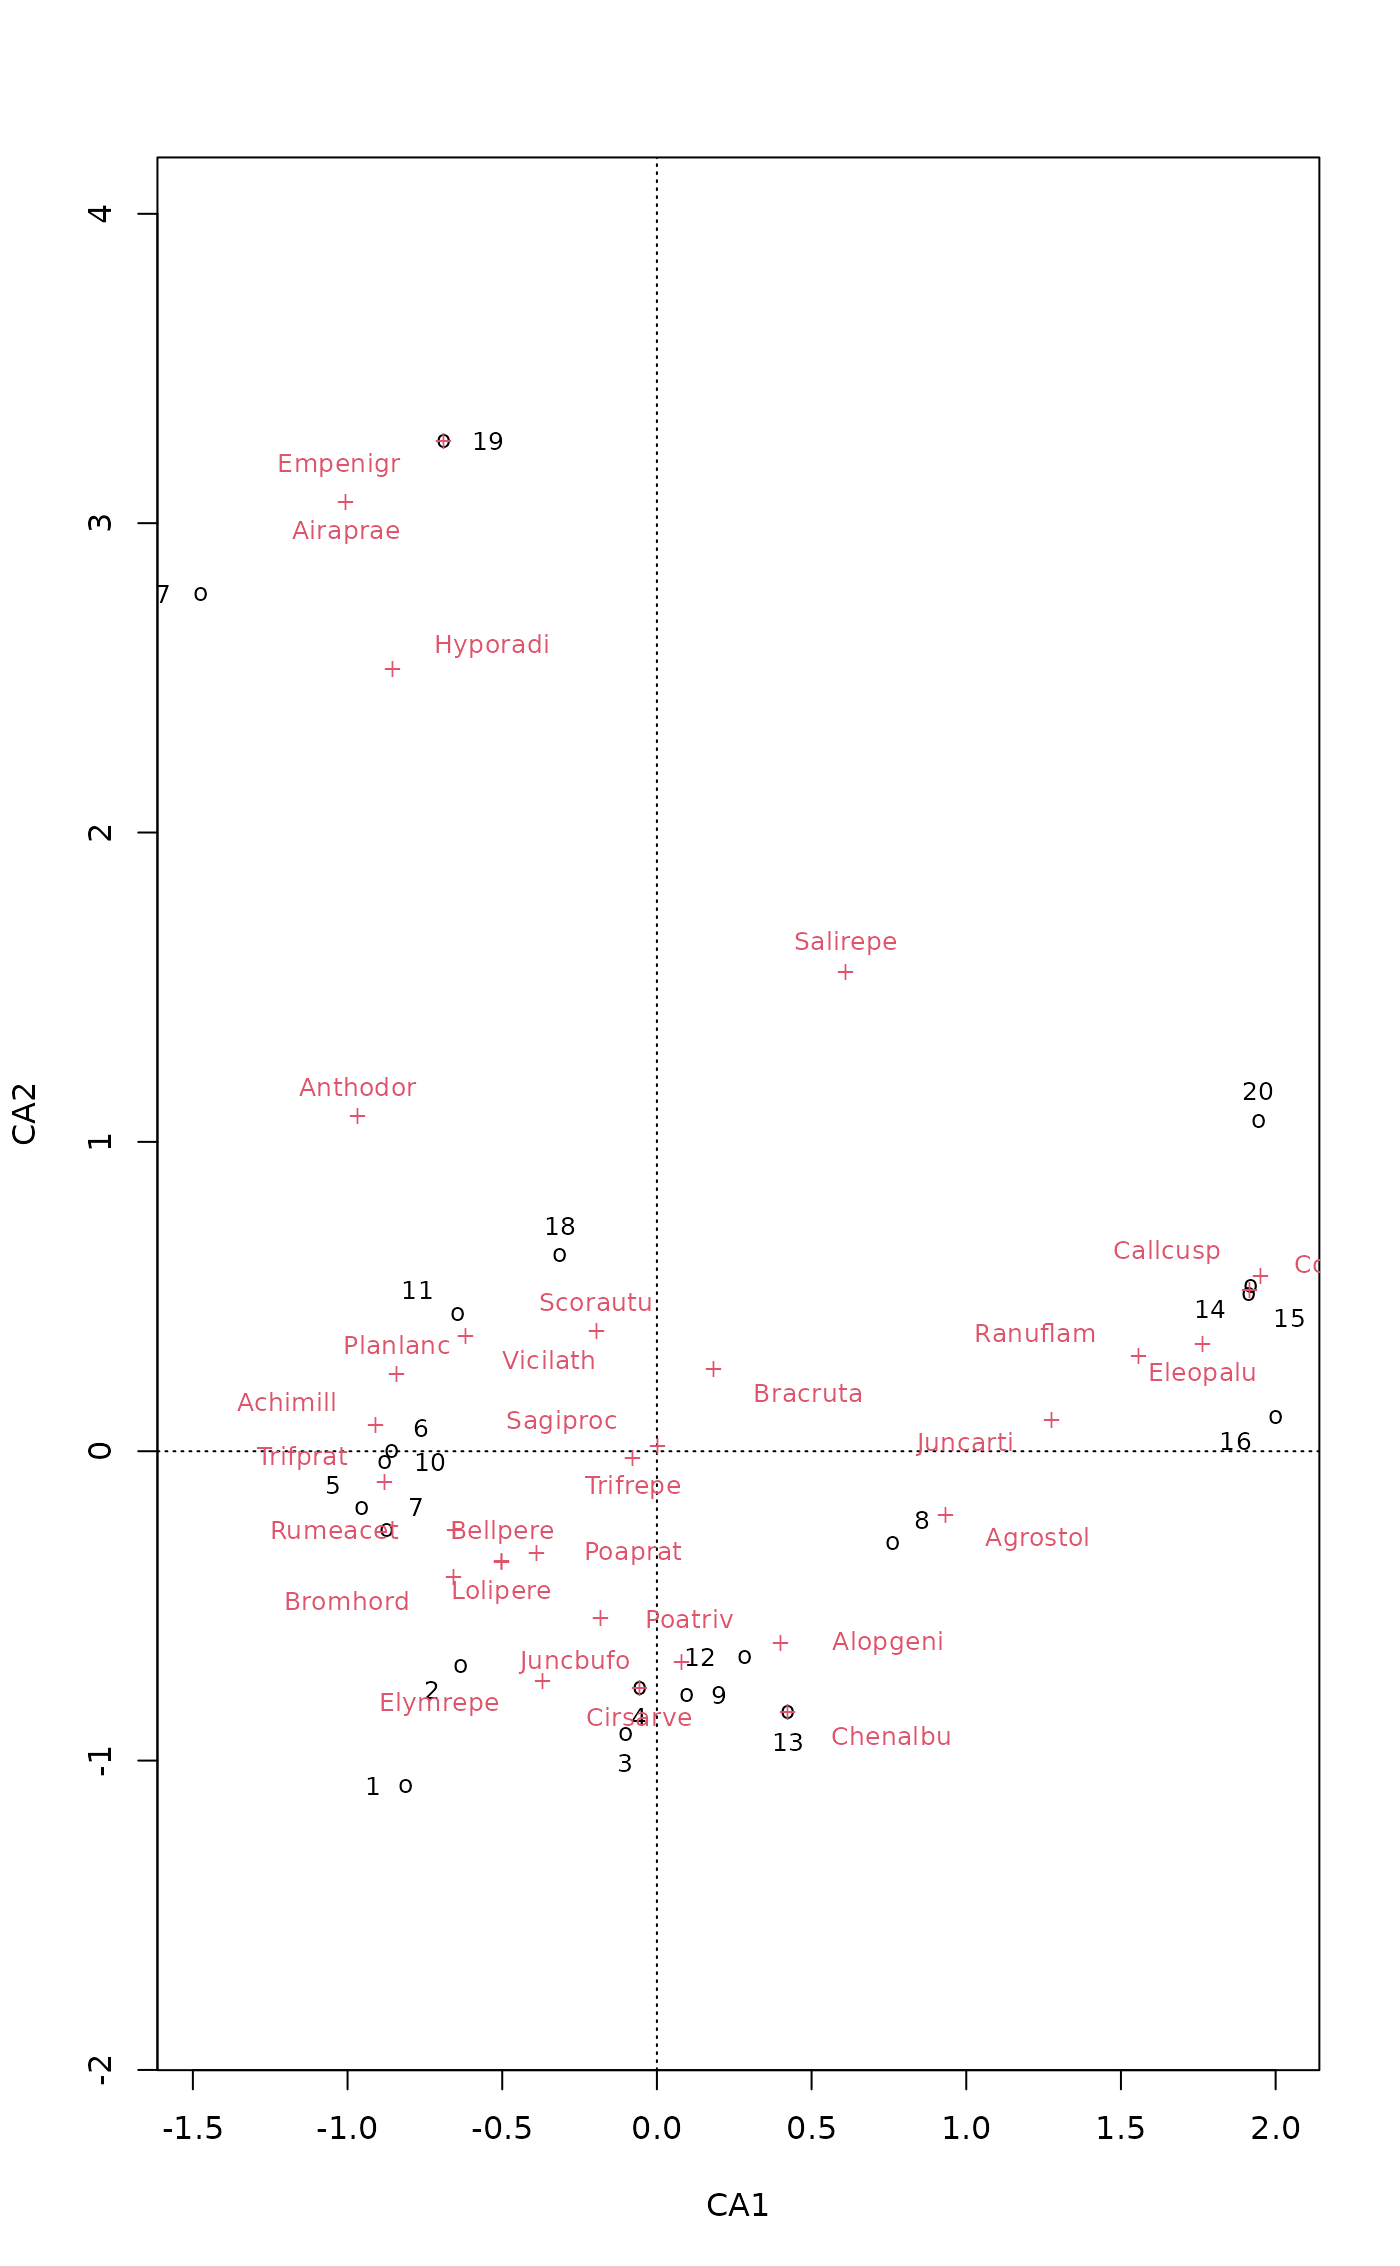 4
19
Empenigr
3
Airaprae
7
Hyporadi
2
Salirepe
Anthodor
20
CA2
1
18
Callcusp
Co
11
Scorautu
14
15
Planlanc
Ranuflam
Vicilath
Eleopalu
Achimill
Bracruta
6
Sagiproc
Juncarti
16
0
Trifprat
10
5
Trifrepe
7
8
Rumeacet
Bellpere
Agrostol
Poaprat
Bromhord
Lolipere
Poatriv
Alopgeni
Juncbufo
12
2
9
Elymrepe
4
Cirsarve
Chenalbu
13
3
-1
1
-2
-1.5
-1.0
-0.5
0.0
0.5
1.0
1.5
2.0
CA1